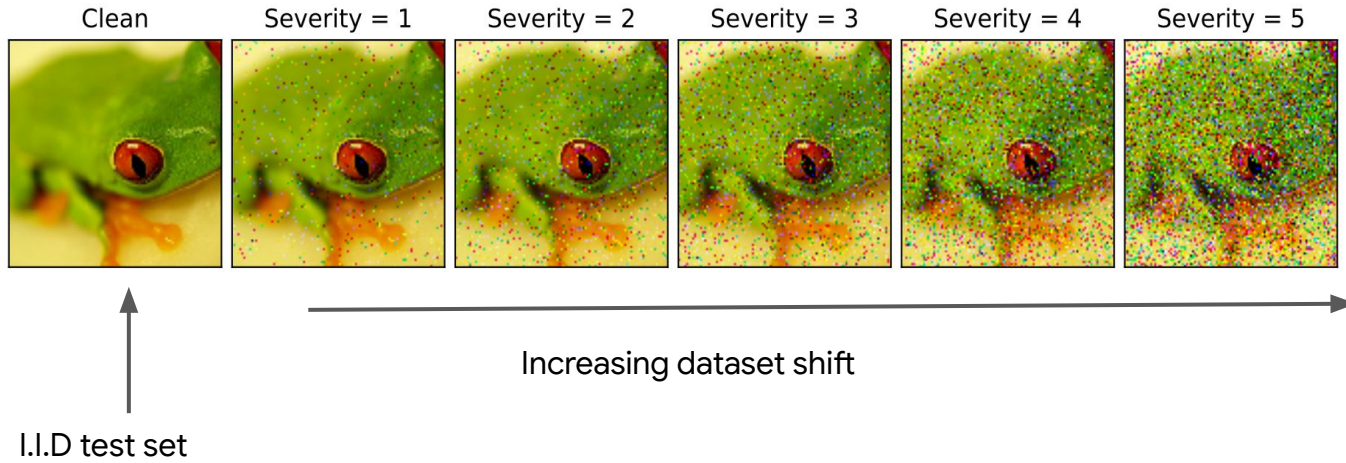 Clean
Severity = 1
Severity = 2
Severity = 3
Severity = 4
Severity = 5
Increasing dataset shift
I.I.D test set